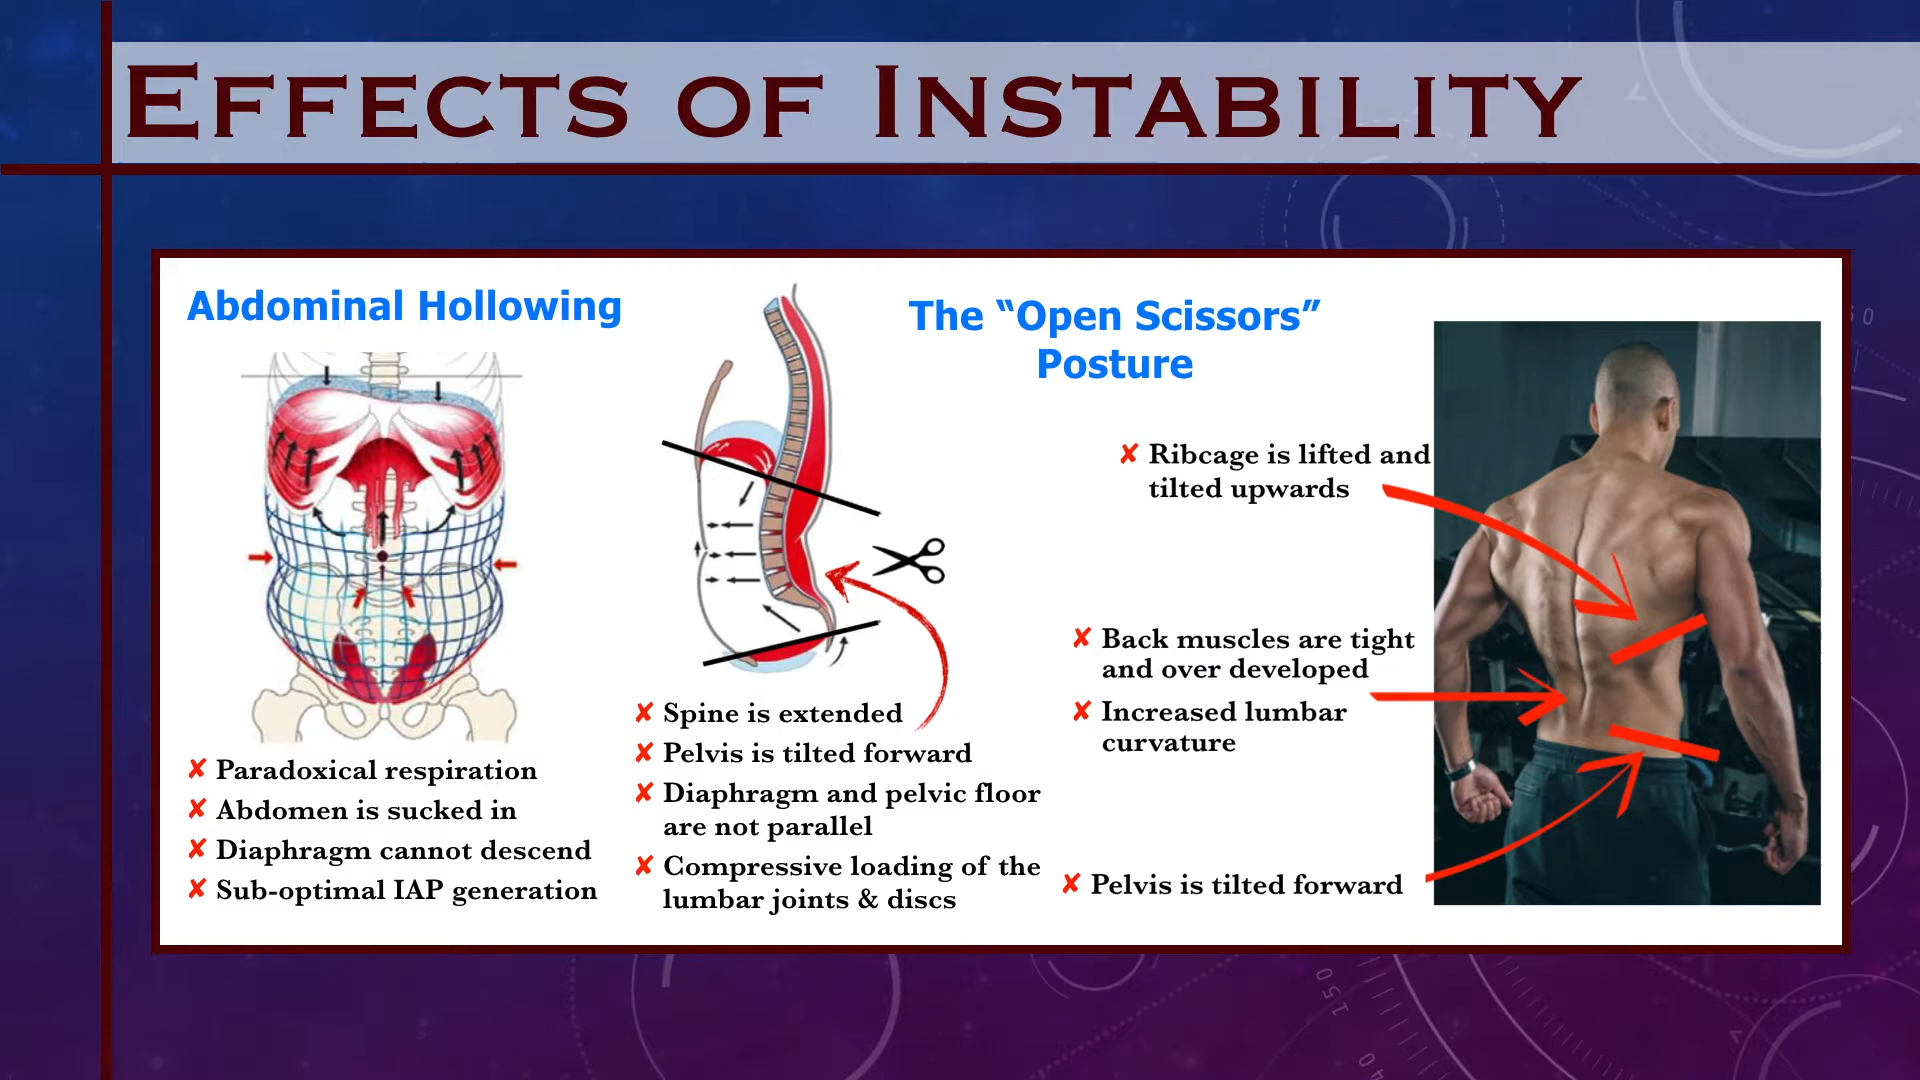 EFFECTS OF INSTABILITY
Abdominal Hollowing
✘ Paradoxical respiration
✘ Abdomen is sucked in
✘ Diaphragm cannot descend
✘ Sub-optimal IAP generation
The “Open Scissors”
Posture
✘ Spine is extended
✘ Pelvis is tilted forward
✘ Diaphragm and pelvic floor
are not parallel
✘ Compressive loading of the
lumbar joints & discs
✘ Ribcage is lifted and
tilted upwards
✘ Back muscles are tight
and over developed
✘ Increased lumbar
curvature
✘ Pelvis is tilted forward
150
40